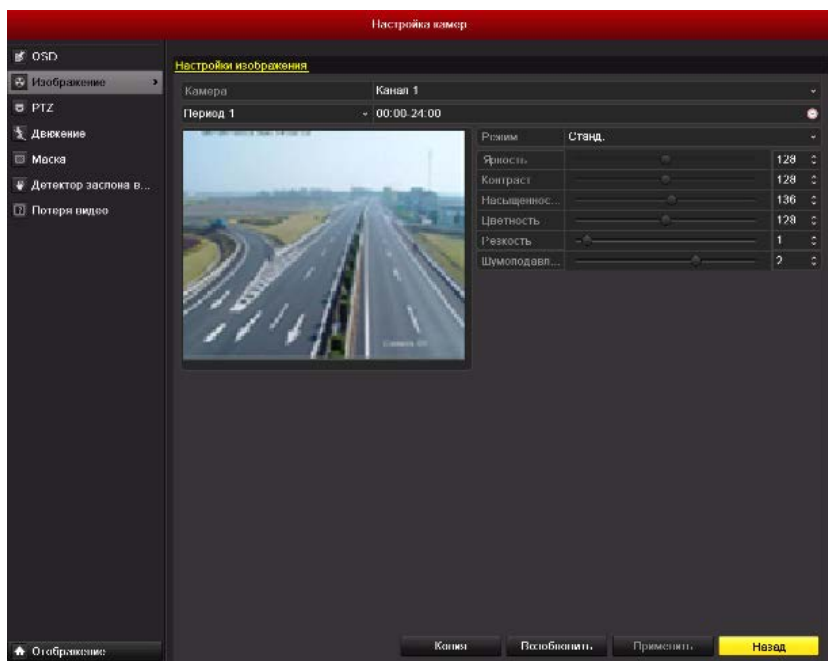 Настройка камер
OSD
Изображение
PTZ
Движение
Маска
Детектор заслона в...
Потеря видео
Отображение
Настройки изображения
Камера Канал 1
Период 1 00:00-24:00
Режим Станд.
Яркость 128
Контраст 128
Насыщеннос... 136
Цветность 128
Резкость 1
Шумоподавл... 2
Camera 01
Копия Возобновить Применить Назад